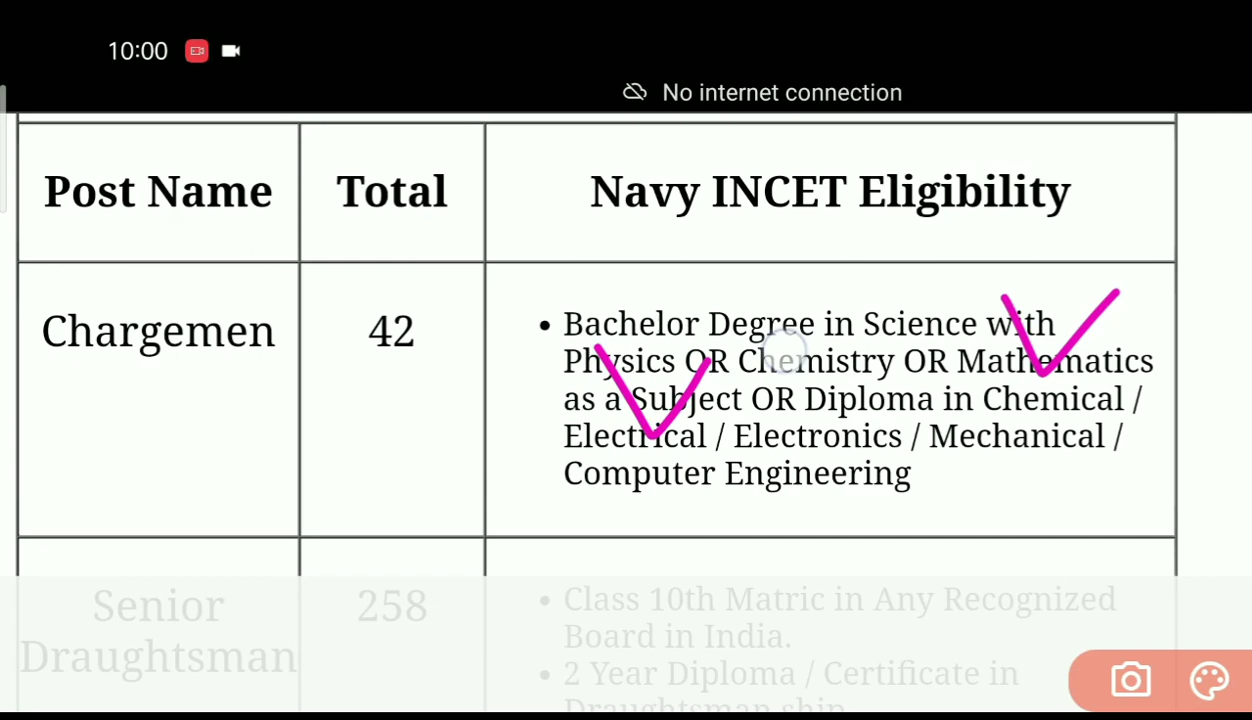 10:00
No internet connection
Post Name
Total
Navy INCET Eligibility
Chargemen
42
• Bachelor Degree in Science with
Physics OR Chemistry OR Mathematics
as a Subject OR Diploma in Chemical /
Electrical / Electronics / Mechanical /
Computer Engineering
Senior
Draughtsman
258
• Class 10th Matric in Any Recognized
Board in India.
• 2 Year Diploma / Certificate in
Draughtsman ship